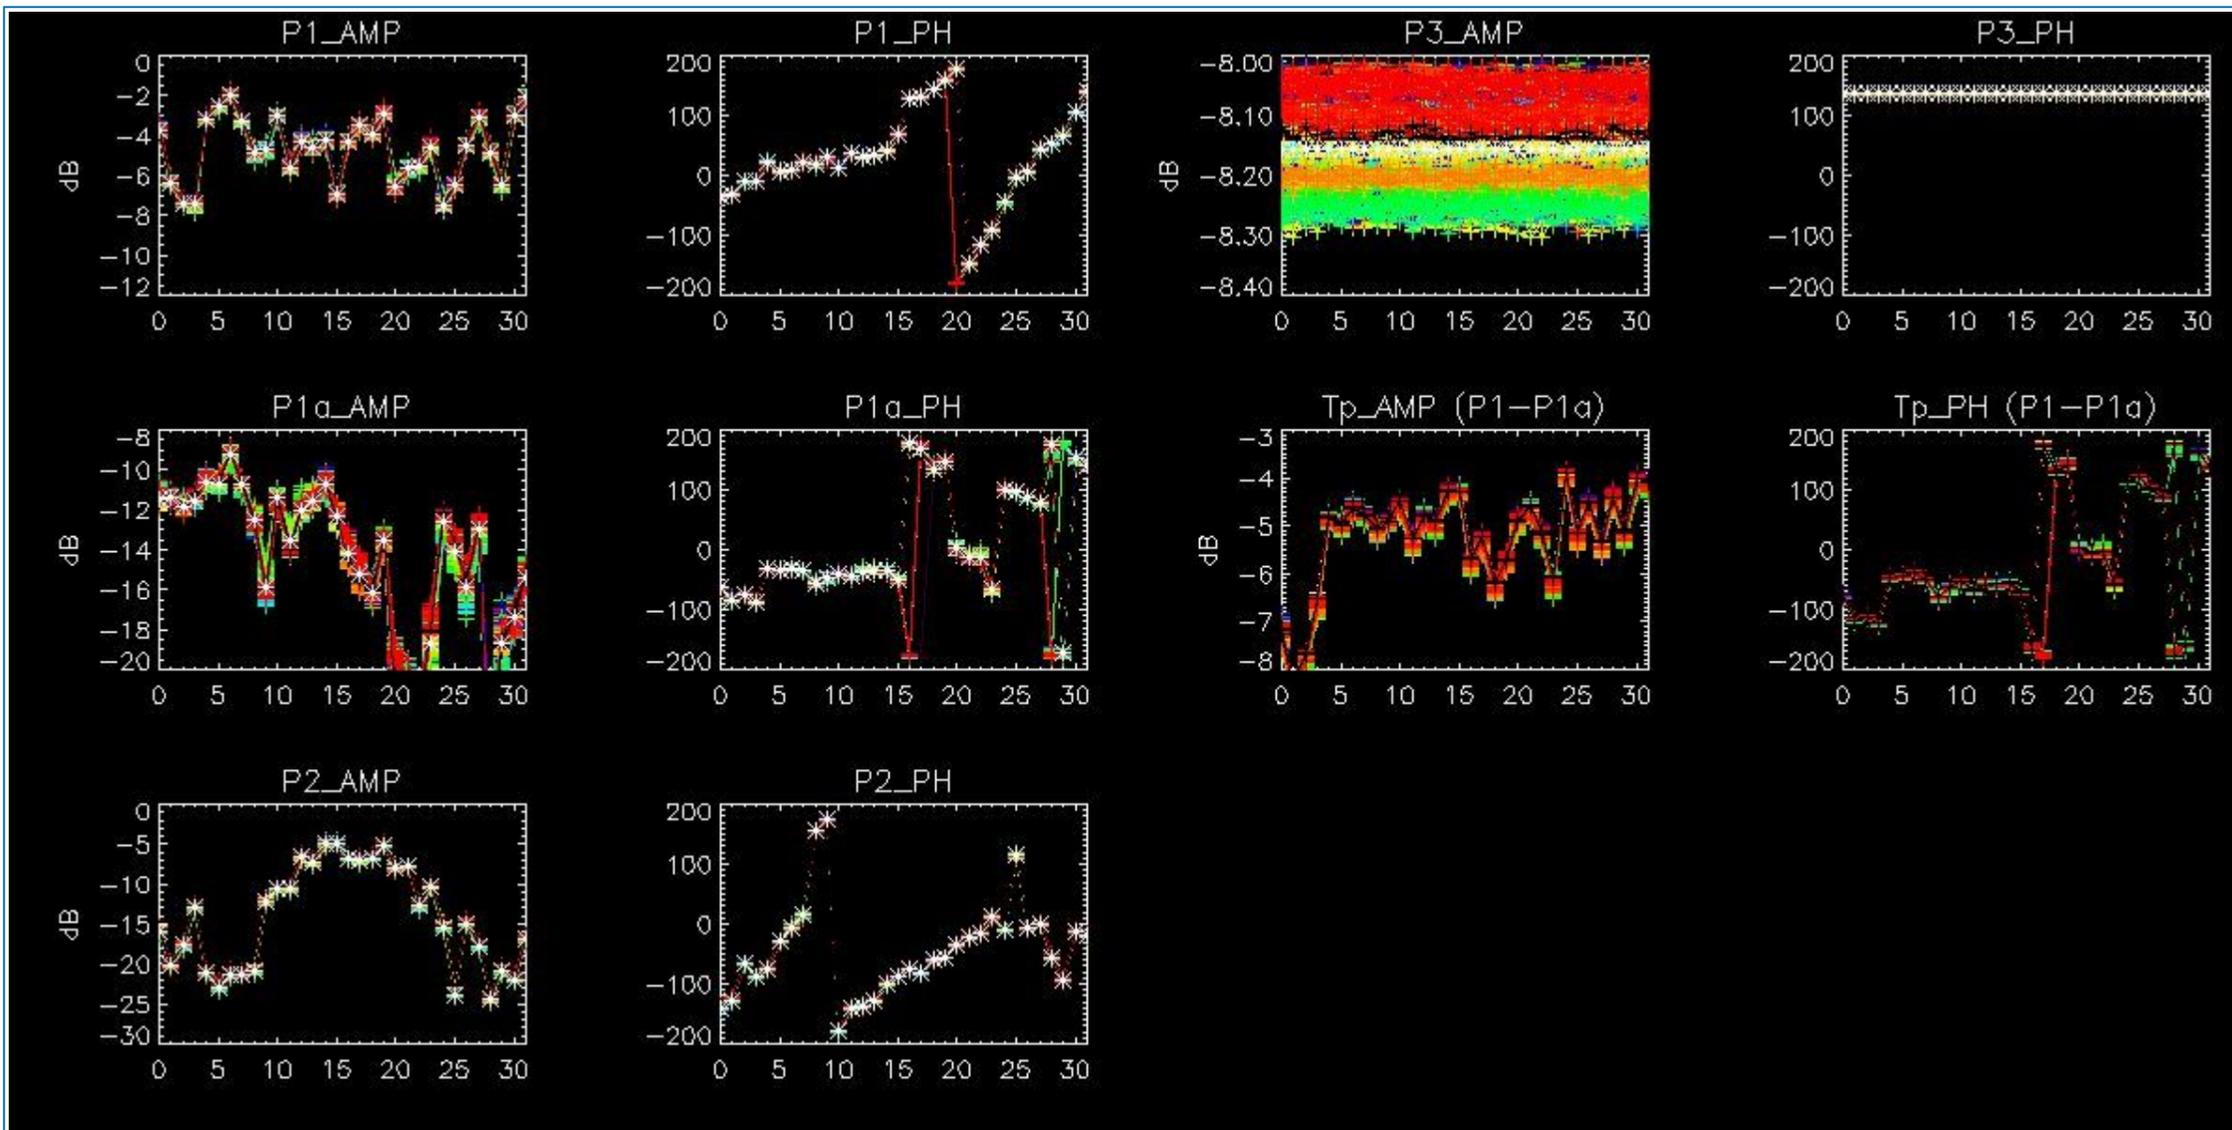 P1_AMP
0
−2
−4
−6
−8
−10
−12
dB
0 5 10 15 20 25 30
P1_PH
200
100
0
−100
−200
0 5 10 15 20 25 30
P3_AMP
−8.00
−8.10
−8.20
−8.30
−8.40
dB
0 5 10 15 20 25 30
P3_PH
200
100
0
−100
−200
0 5 10 15 20 25 30
P1a_AMP
−8
−10
−12
−14
−16
−18
−20
dB
0 5 10 15 20 25 30
P1a_PH
200
100
0
−100
−200
0 5 10 15 20 25 30
Tp_AMP (P1−P1a)
−3
−4
−5
−6
−7
−8
dB
0 5 10 15 20 25 30
Tp_PH (P1−P1a)
200
100
0
−100
−200
0 5 10 15 20 25 30
P2_AMP
0
−5
−10
−15
−20
−25
−30
dB
0 5 10 15 20 25 30
P2_PH
200
100
0
−100
−200
0 5 10 15 20 25 30